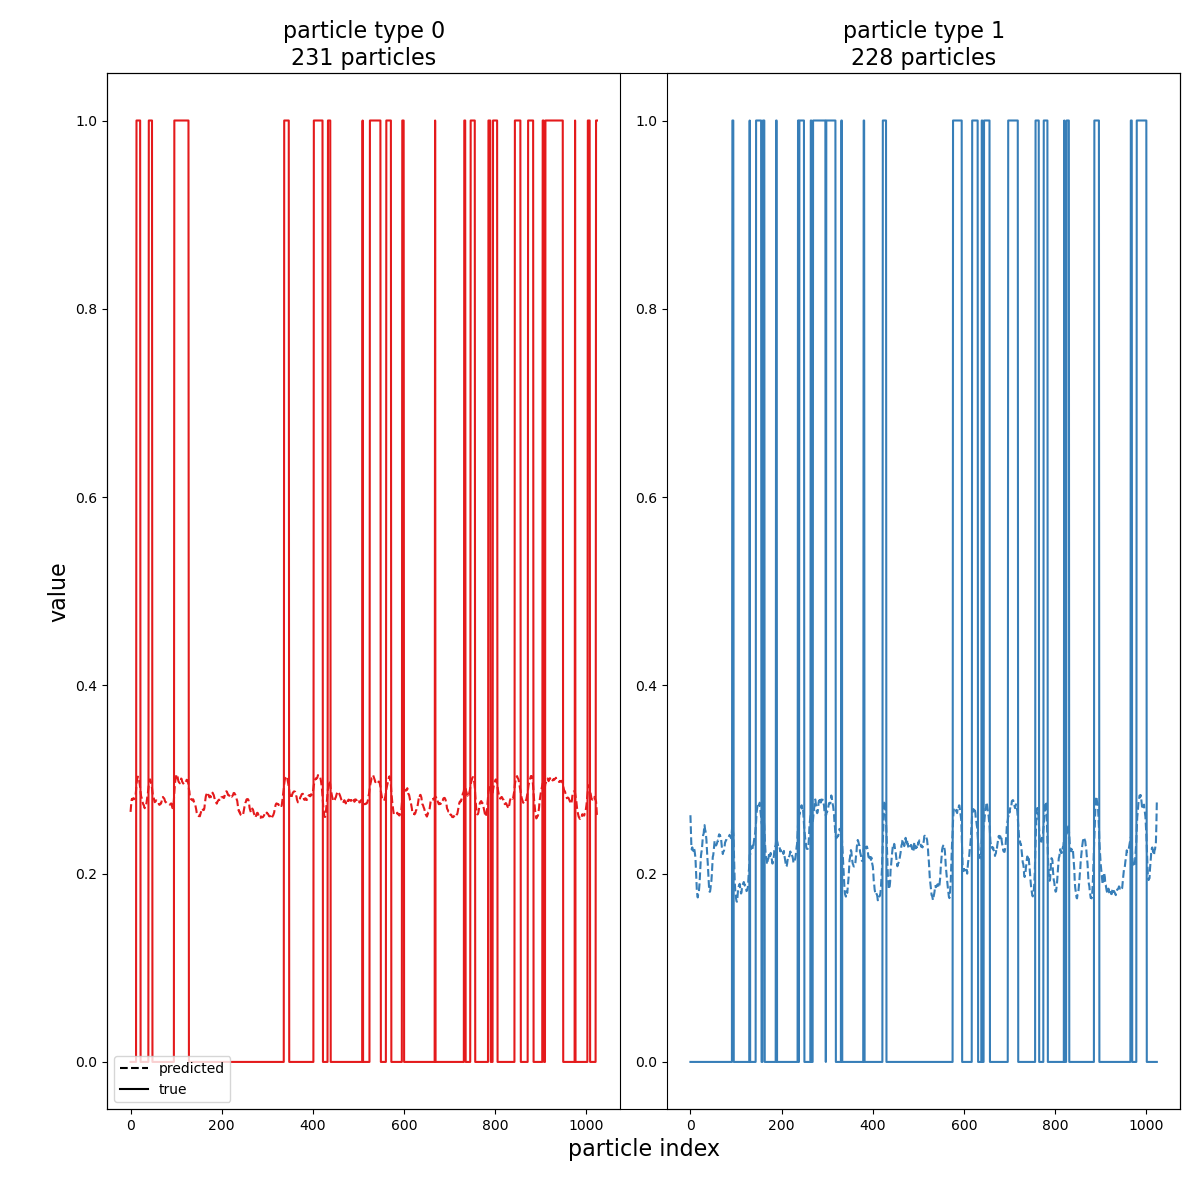 particle type 0
231 particles
particle type 1
228 particles
1.0
0.8
0.6
0.4
0.2
0.0
1.0
0.8
0.6
0.4
0.2
0.0
value
predicted
true
0 200 400 600 800 1000
0 200 400 600 800 1000
particle index